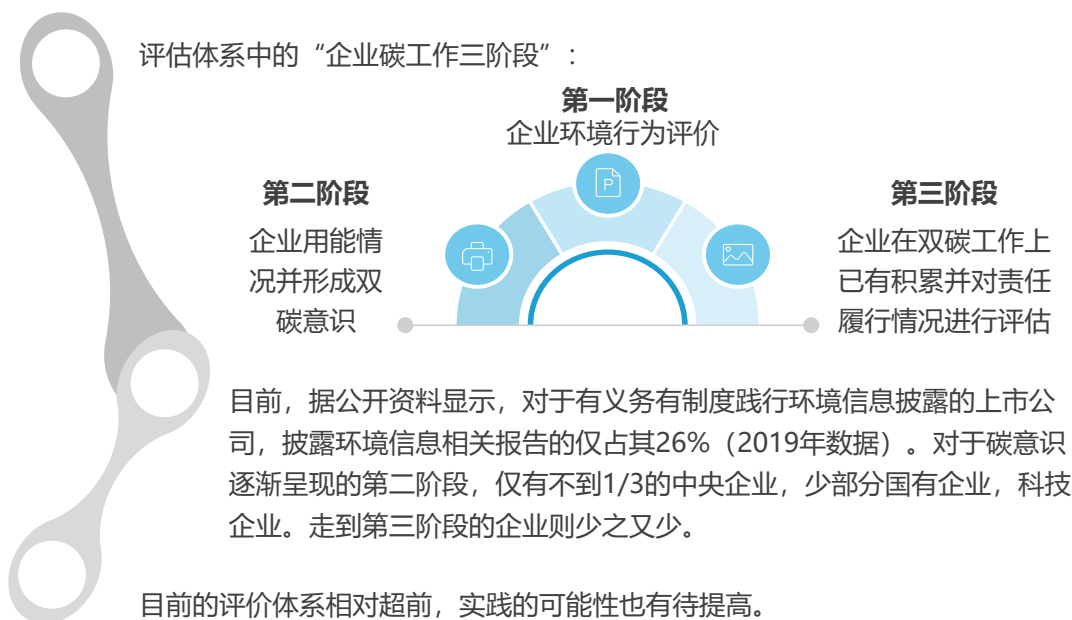 评估体系中的“企业碳工作三阶段”：
第一阶段
企业环境行为评价
P
第二阶段
企业用能情
况并形成双
碳意识
第三阶段
企业在双碳工作上
已有积累并对责任
履行情况进行评估
目前，据公开资料显示，对于有义务有制度践行环境信息披露的上市公
司，披露环境信息相关报告的仅占其26%（2019年数据）。对于碳意识
逐渐呈现的第二阶段，仅有不到1/3的中央企业，少部分国有企业，科技
企业。走到第三阶段的企业则少之又少。
目前的评价体系相对超前，实践的可能性也有待提高。